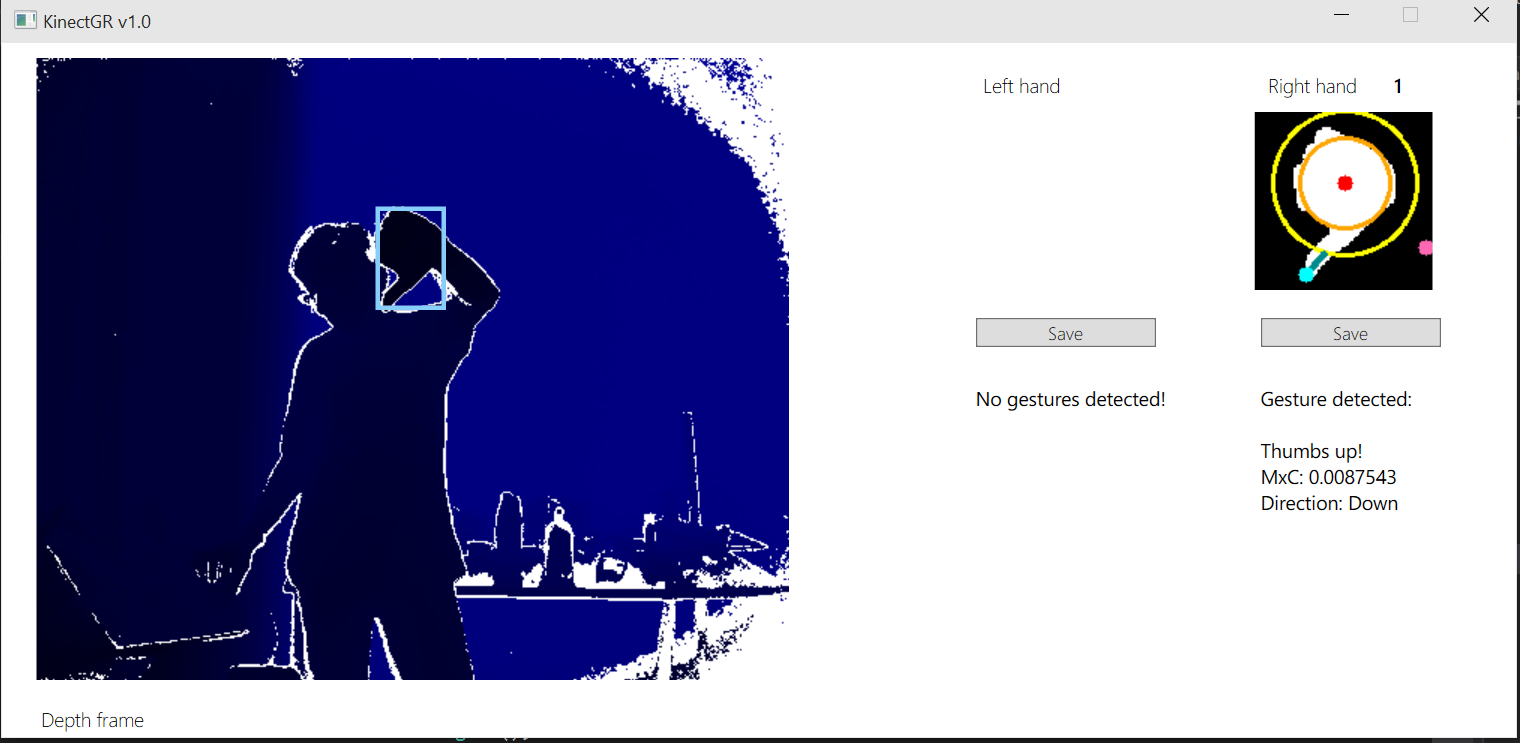 KinectGR v1.0
Left hand
Right hand 1
Save
Save
No gestures detected!
Gesture detected:
Thumbs up!
MxC: 0.0087543
Direction: Down
Depth frame